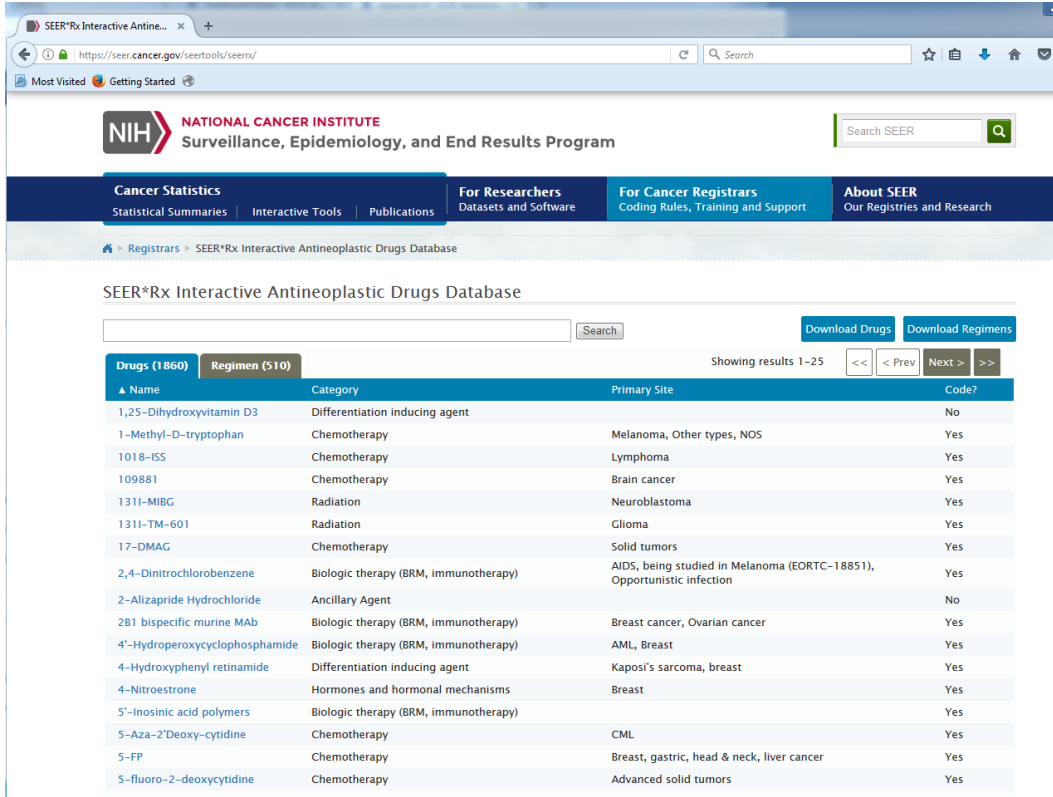 SEER*Rx Interactive Antine... × +
https://seer.cancer.gov/seertools/seerrx/ Search
Most Visited Getting Started
NIH NATIONAL CANCER INSTITUTE
Surveillance, Epidemiology, and End Results Program
Search SEER
Cancer Statistics For Researchers For Cancer Registrars About SEER
Statistical Summaries | Interactive Tools | Publications Datasets and Software Coding Rules, Training and Support Our Registries and Research
Registrars SEER*Rx Interactive Antineoplastic Drugs Database
SEER*Rx Interactive Antineoplastic Drugs Database
Search Download Drugs Download Regimens
Drugs (1860) Regimen (510) Showing results 1-25 << < Prev Next > >>
▲ Name Category Primary Site Code?
1,25-Dihydroxyvitamin D3 Differentiation inducing agent No
1-Methyl-D-tryptophan Chemotherapy Melanoma, Other types, NOS Yes
1018-ISS Chemotherapy Lymphoma Yes
109881 Chemotherapy Brain cancer Yes
131I-MIBG Radiation Neuroblastoma Yes
131I-TM-601 Radiation Glioma Yes
17-DMAG Chemotherapy Solid tumors Yes
2,4-Dinitrochlorobenzene Biologic therapy (BRM, immunotherapy) AIDS, being studied in Melanoma (EORTC-18851), Yes
Opportunistic infection
2-Alizapride Hydrochloride Ancillary Agent No
2B1 bispecific murine MAb Biologic therapy (BRM, immunotherapy) Breast cancer, Ovarian cancer Yes
4'-Hydroperoxycyclophosphamide Biologic therapy (BRM, immunotherapy) AML, Breast Yes
4-Hydroxyphenyl retinamide Differentiation inducing agent Kaposi's sarcoma, breast Yes
4-Nitroestrone Hormones and hormonal mechanisms Breast Yes
5'-Inosinic acid polymers Biologic therapy (BRM, immunotherapy) Yes
5-Aza-2'Deoxy-cytidine Chemotherapy CML Yes
5-FP Chemotherapy Breast, gastric, head & neck, liver cancer Yes
5-fluoro-2-deoxycytidine Chemotherapy Advanced solid tumors Yes